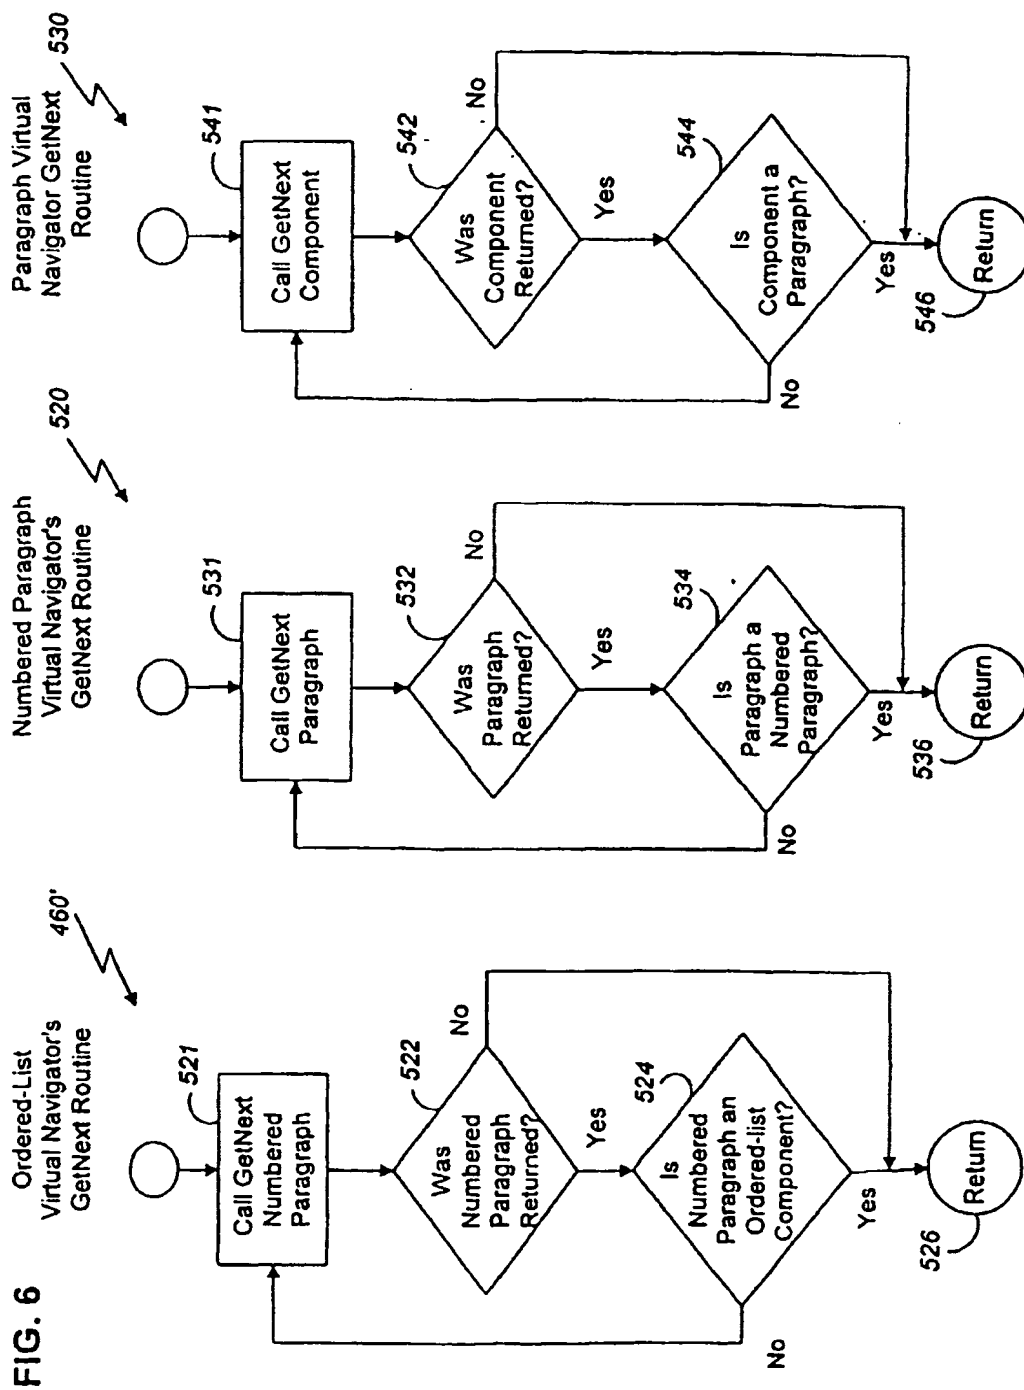 FIG. 6
Ordered-List
Virtual Navigator's
GetNext Routine
460'
521
Call GetNext
Numbered
Paragraph
522
Was
Numbered
Paragraph
Returned?
No
Yes
524
Is
Numbered
Paragraph an
Ordered-list
Component?
No
Yes
Return
526
Numbered Paragraph
Virtual Navigator's
GetNext Routine
520
531
Call GetNext
Paragraph
532
Was
Paragraph
Returned?
No
Yes
534
Is
Paragraph a
Numbered
Paragraph?
No
Yes
Return
536
Paragraph Virtual
Navigator GetNext
Routine
530
541
Call GetNext
Component
542
Was
Component
Returned?
No
Yes
544
Is
Component a
Paragraph?
No
Yes
Return
546